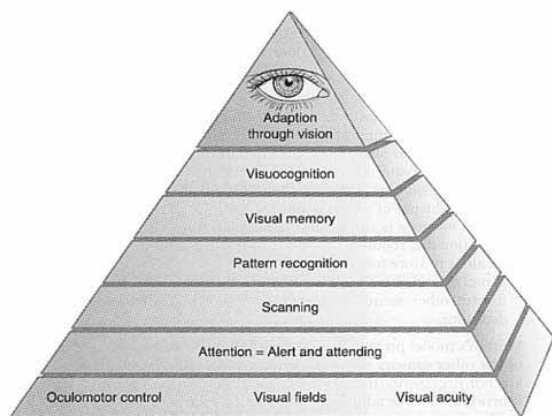 Adaption
through vision
Visuocognition
Visual memory
Pattern recognition
Scanning
Attention = Alert and attending
Oculomotor control Visual fields Visual acuity